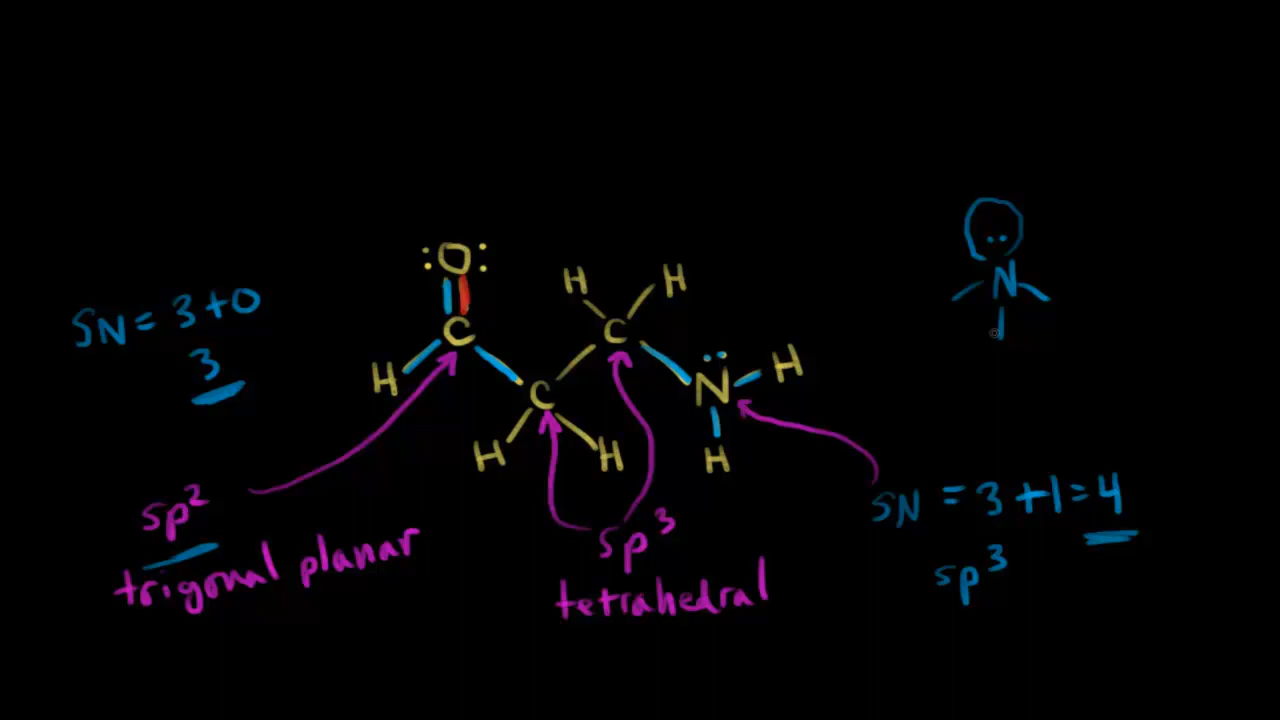 SN = 3 + 0
3
sp²
trigonal planar
:O:
H H
C C
H C N H
H H H
sp³
tetrahedral
N
SN = 3 + 1 = 4
sp³